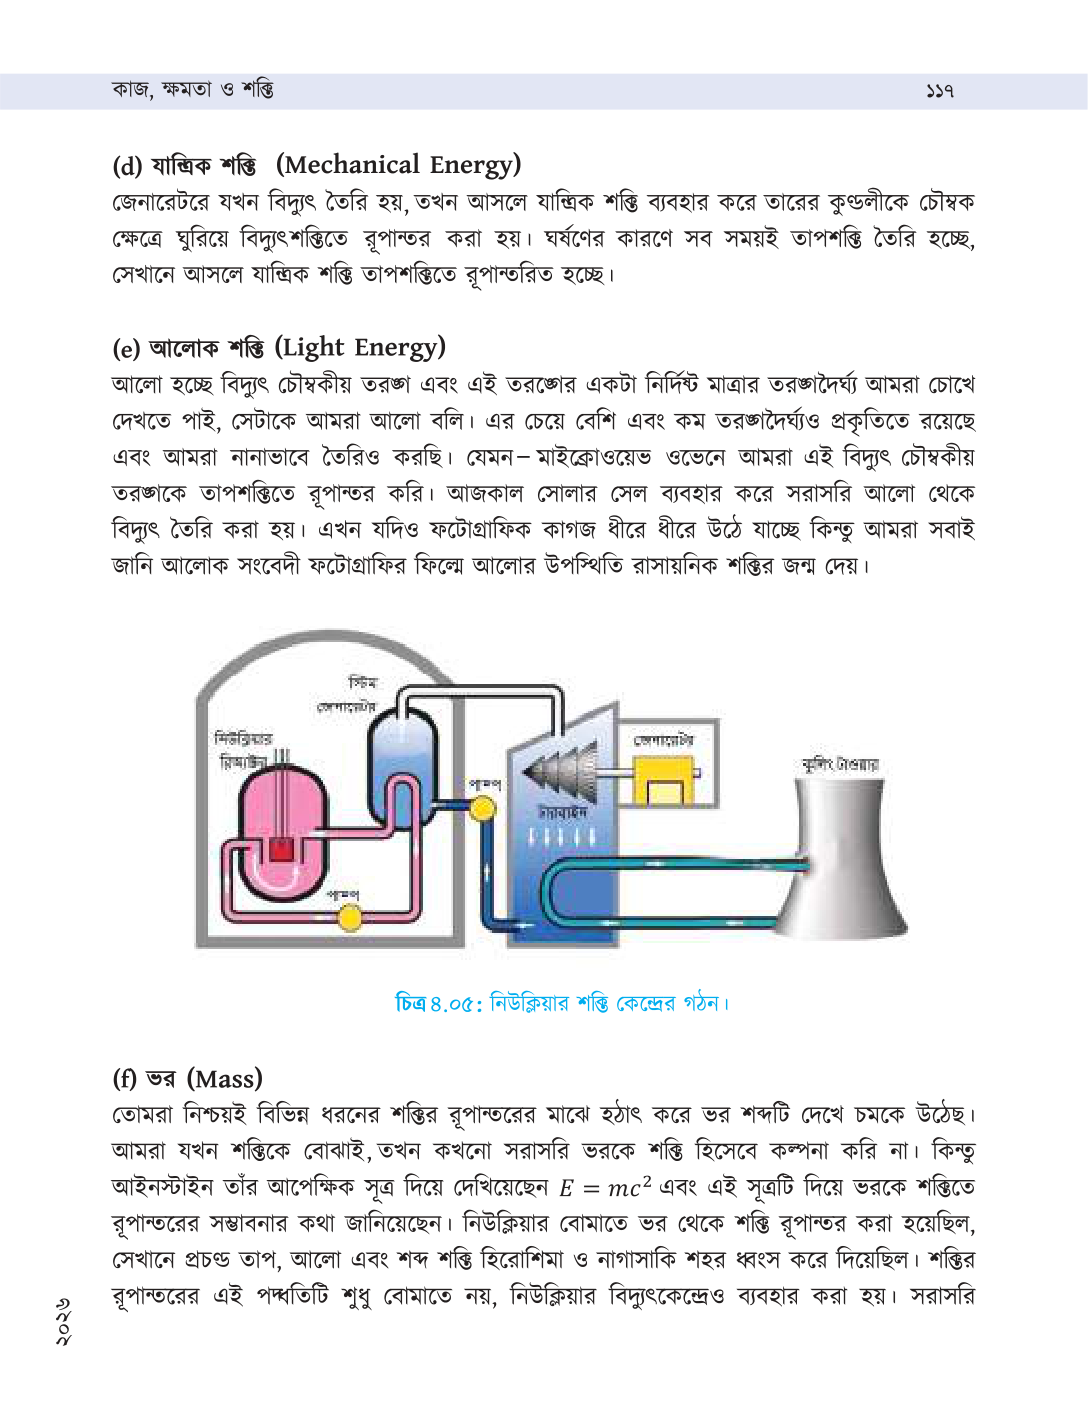 কাজ, ক্ষমতা ও শক্তি ১১৭
(d) যান্ত্রিক শক্তি (Mechanical Energy)
জেনারেটরে যখন বিদ্যুৎ তৈরি হয়, তখন আসলে যান্ত্রিক শক্তি ব্যবহার করে তারের কুণ্ডলীকে চৌম্বক
ক্ষেত্রে ঘুরিয়ে বিদ্যুৎশক্তিতে রূপান্তর করা হয়। ঘর্ষণের কারণে সব সময়ই তাপশক্তি তৈরি হচ্ছে,
সেখানে আসলে যান্ত্রিক শক্তি তাপশক্তিতে রূপান্তরিত হচ্ছে।
(e) আলোক শক্তি (Light Energy)
আলো হচ্ছে বিদ্যুৎ চৌম্বকীয় তরঙ্গ এবং এই তরঙ্গের একটা নির্দিষ্ট মাত্রার তরঙ্গদৈর্ঘ্য আমরা চোখে
দেখতে পাই, সেটাকে আমরা আলো বলি। এর চেয়ে বেশি এবং কম তরঙ্গদৈর্ঘ্যও প্রকৃতিতে রয়েছে
এবং আমরা নানাভাবে তৈরিও করছি। যেমন– মাইক্রোওয়েভ ওভেনে আমরা এই বিদ্যুৎ চৌম্বকীয়
তরঙ্গকে তাপশক্তিতে রূপান্তর করি। আজকাল সোলার সেল ব্যবহার করে সরাসরি আলো থেকে
বিদ্যুৎ তৈরি করা হয়। এখন যদিও ফটোগ্রাফিক কাগজ ধীরে ধীরে উঠে যাচ্ছে কিন্তু আমরা সবাই
জানি আলোক সংবেদী ফটোগ্রাফির ফিল্মে আলোর উপস্থিতি রাসায়নিক শক্তির জন্ম দেয়।
স্টিম
জেনারেটর
নিউক্লিয়ার
রিঅ্যাক্টর
পাম্প
জেনারেটর
টারবাইন
কুলিং টাওয়ার
পাম্প
চিত্র ৪.০৫: নিউক্লিয়ার শক্তি কেন্দ্রের গঠন।
(f) ভর (Mass)
তোমরা নিশ্চয়ই বিভিন্ন ধরনের শক্তির রূপান্তরের মাঝে হঠাৎ করে ভর শব্দটি দেখে চমকে উঠেছ।
আমরা যখন শক্তিকে বোঝাই, তখন কখনো সরাসরি ভরকে শক্তি হিসেবে কল্পনা করি না। কিন্তু
আইনস্টাইন তাঁর আপেক্ষিক সূত্র দিয়ে দেখিয়েছেন E = mc² এবং এই সূত্রটি দিয়ে ভরকে শক্তিতে
রূপান্তরের সম্ভাবনার কথা জানিয়েছেন। নিউক্লিয়ার বোমাতে ভর থেকে শক্তি রূপান্তর করা হয়েছিল,
সেখানে প্রচণ্ড তাপ, আলো এবং শব্দ শক্তি হিরোশিমা ও নাগাসাকি শহর ধ্বংস করে দিয়েছিল। শক্তির
রূপান্তরের এই পদ্ধতিটি শুধু বোমাতে নয়, নিউক্লিয়ার বিদ্যুৎকেন্দ্রেও ব্যবহার করা হয়। সরাসরি
২০২৬